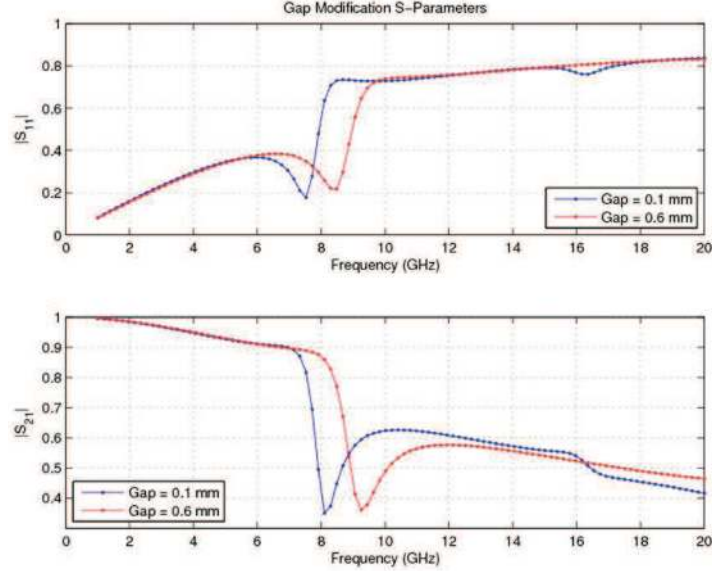 Gap Modification S-Parameters
1
0.8
0.6
0.4
0.2
0
|S11|
0 2 4 6 8 10 12 14 16 18 20
Frequency (GHz)
Gap = 0.1 mm
Gap = 0.6 mm
1
0.9
0.8
0.7
0.6
0.5
0.4
|S21|
Gap = 0.1 mm
Gap = 0.6 mm
0 2 4 6 8 10 12 14 16 18 20
Frequency (GHz)